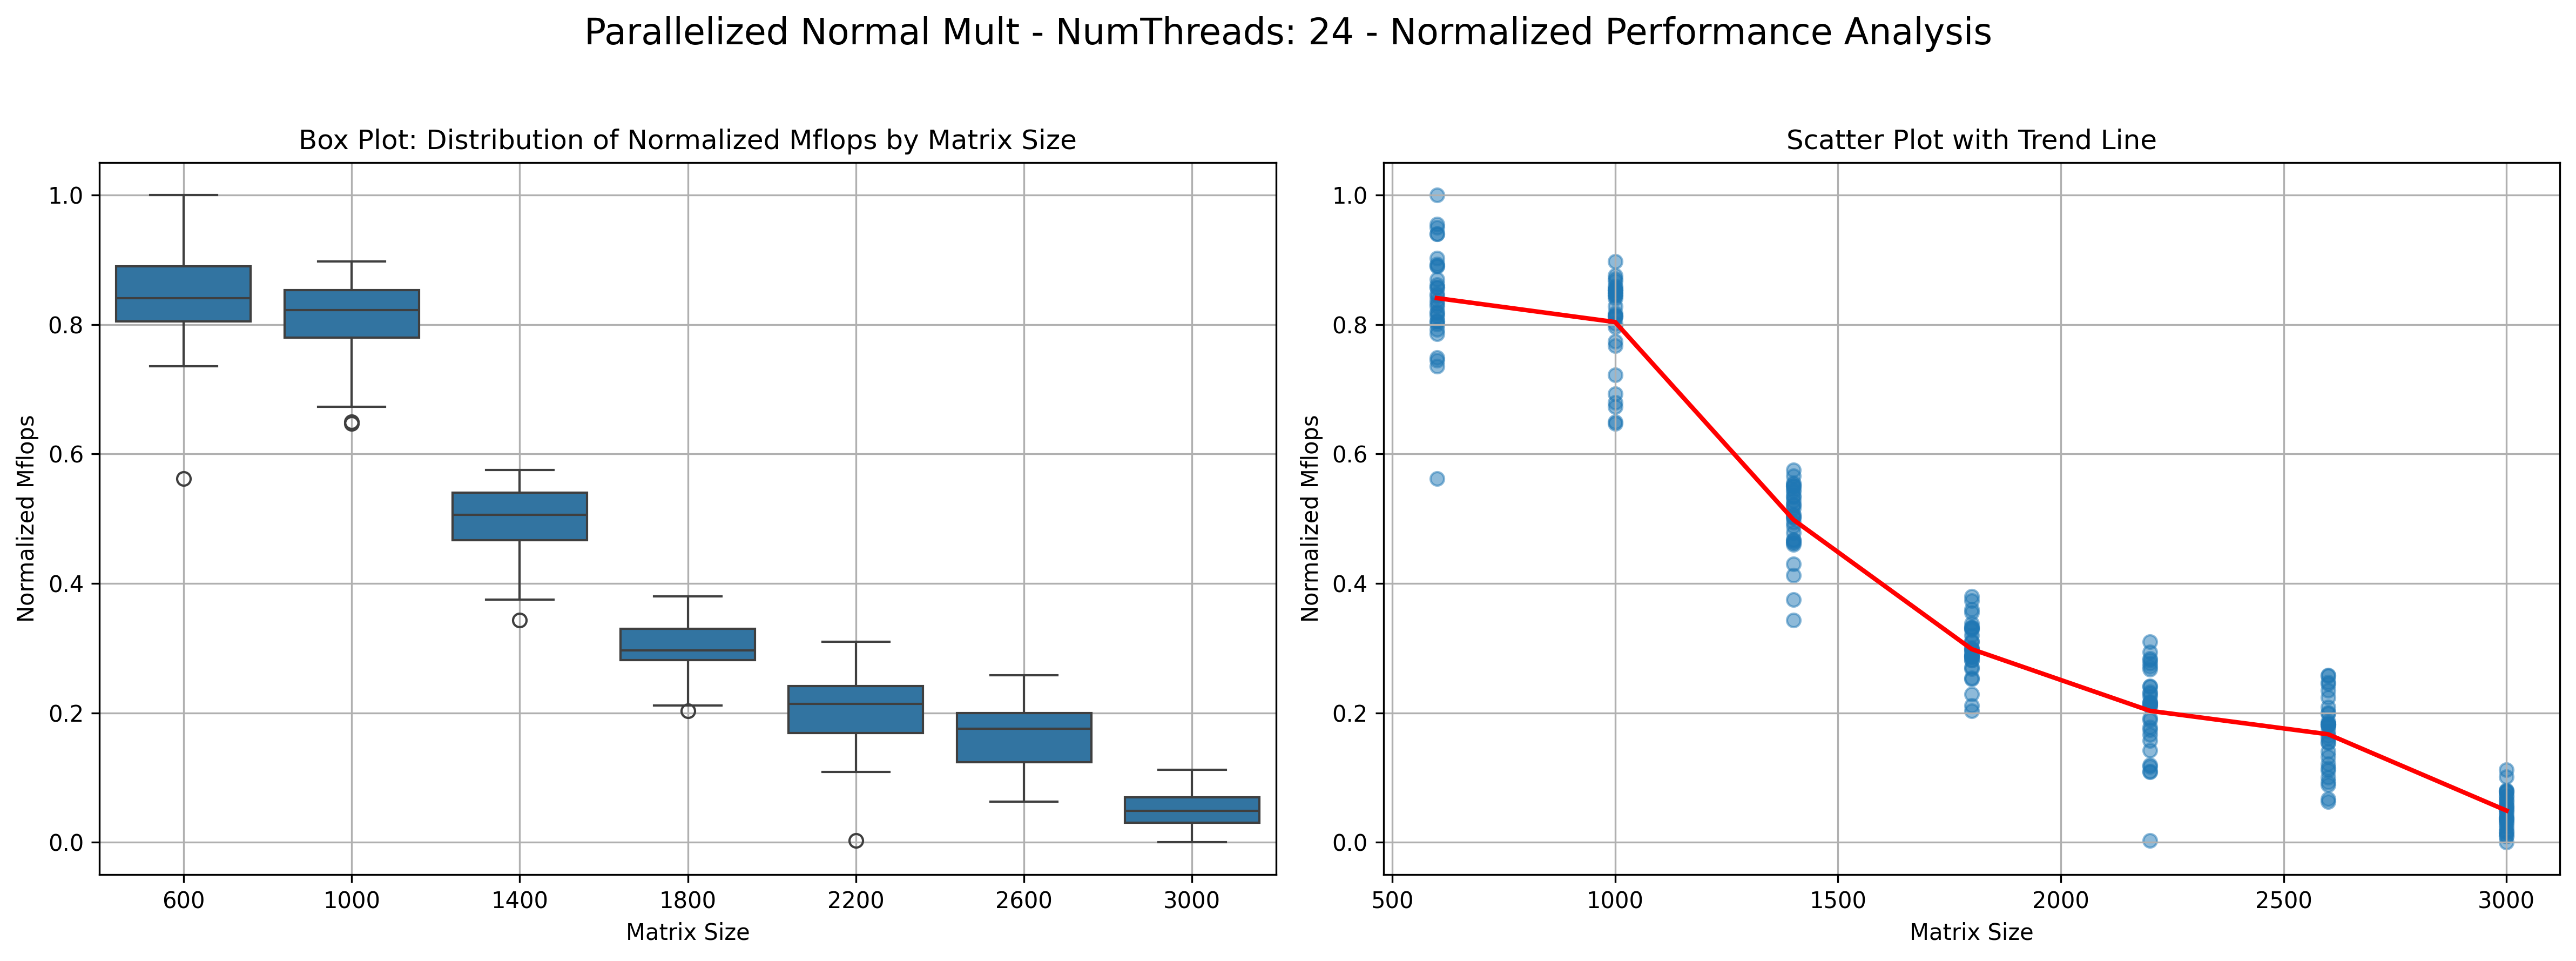 Parallelized Normal Mult - NumThreads: 24 - Normalized Performance Analysis
Box Plot: Distribution of Normalized Mflops by Matrix Size
Normalized Mflops
1.0
0.8
0.6
0.4
0.2
0.0
600 1000 1400 1800 2200 2600 3000
Matrix Size
Scatter Plot with Trend Line
Normalized Mflops
1.0
0.8
0.6
0.4
0.2
0.0
500 1000 1500 2000 2500 3000
Matrix Size